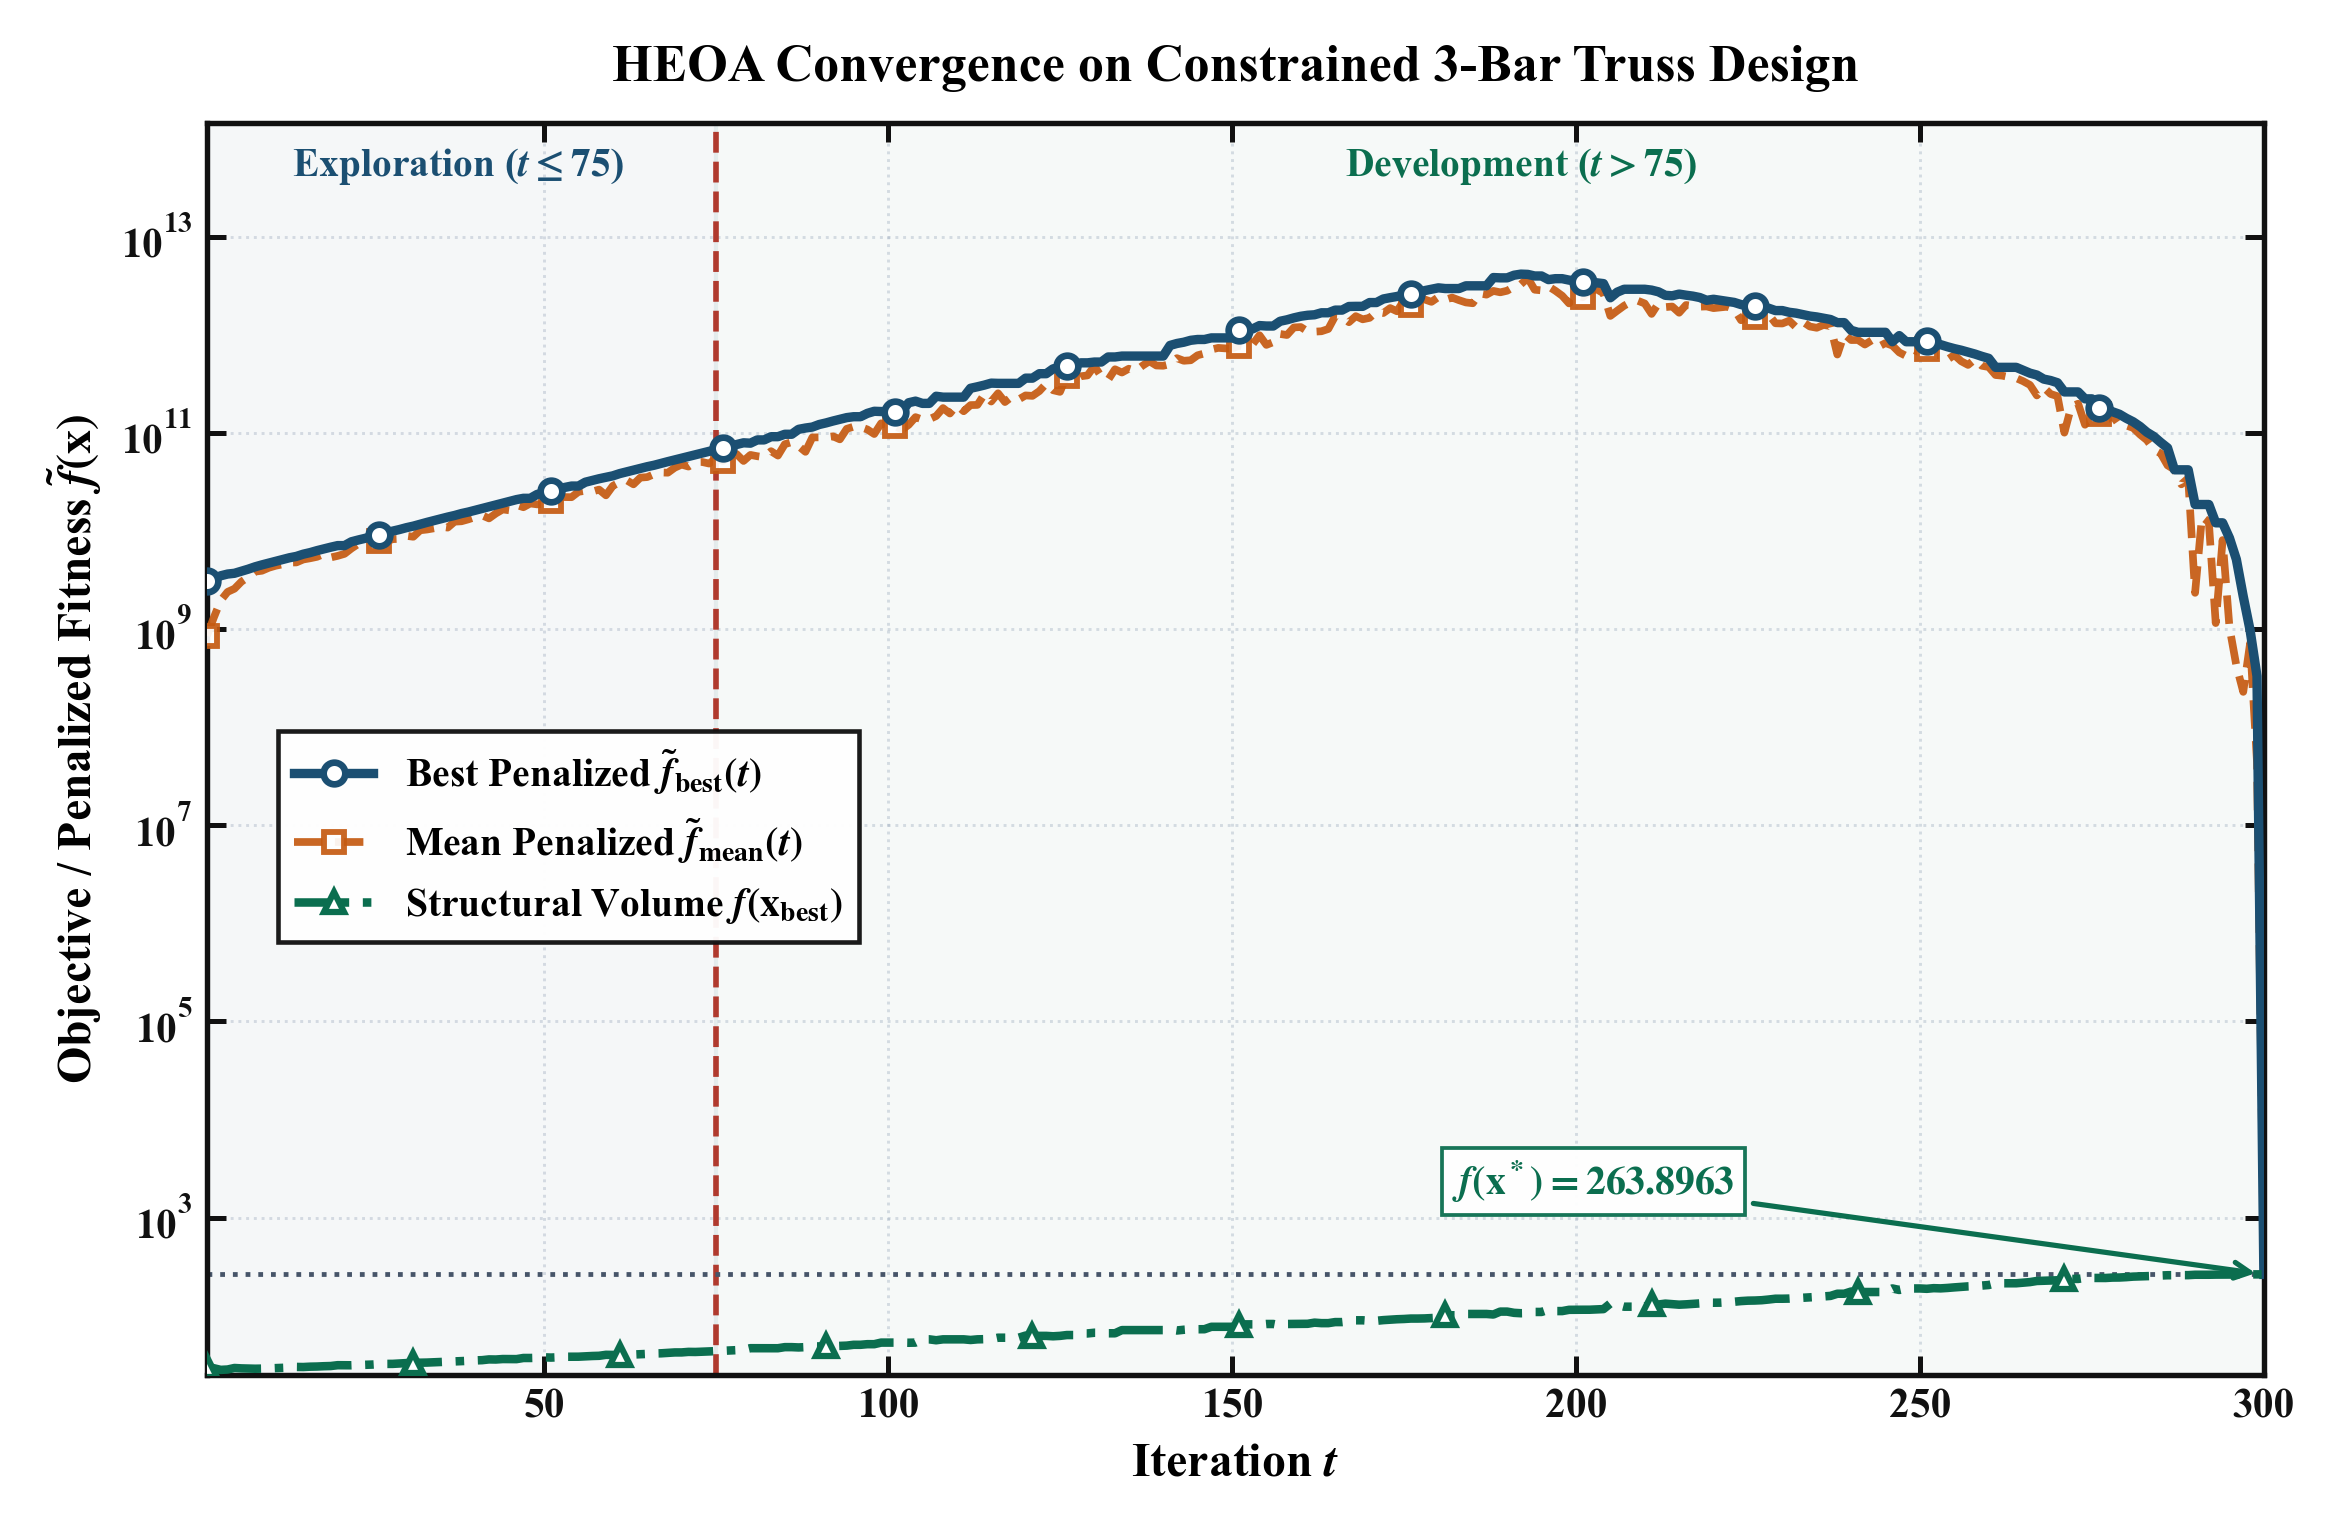 HEOA Convergence on Constrained 3-Bar Truss Design
Exploration (t ≤ 75)
Development (t > 75)
10^13
10^11
10^9
10^7
10^5
10^3
Objective / Penalized Fitness f̃(x)
Best Penalized f̃_best(t)
Mean Penalized f̃_mean(t)
Structural Volume f(x_best)
f(x^*) = 263.8963
50
100
150
200
250
300
Iteration t